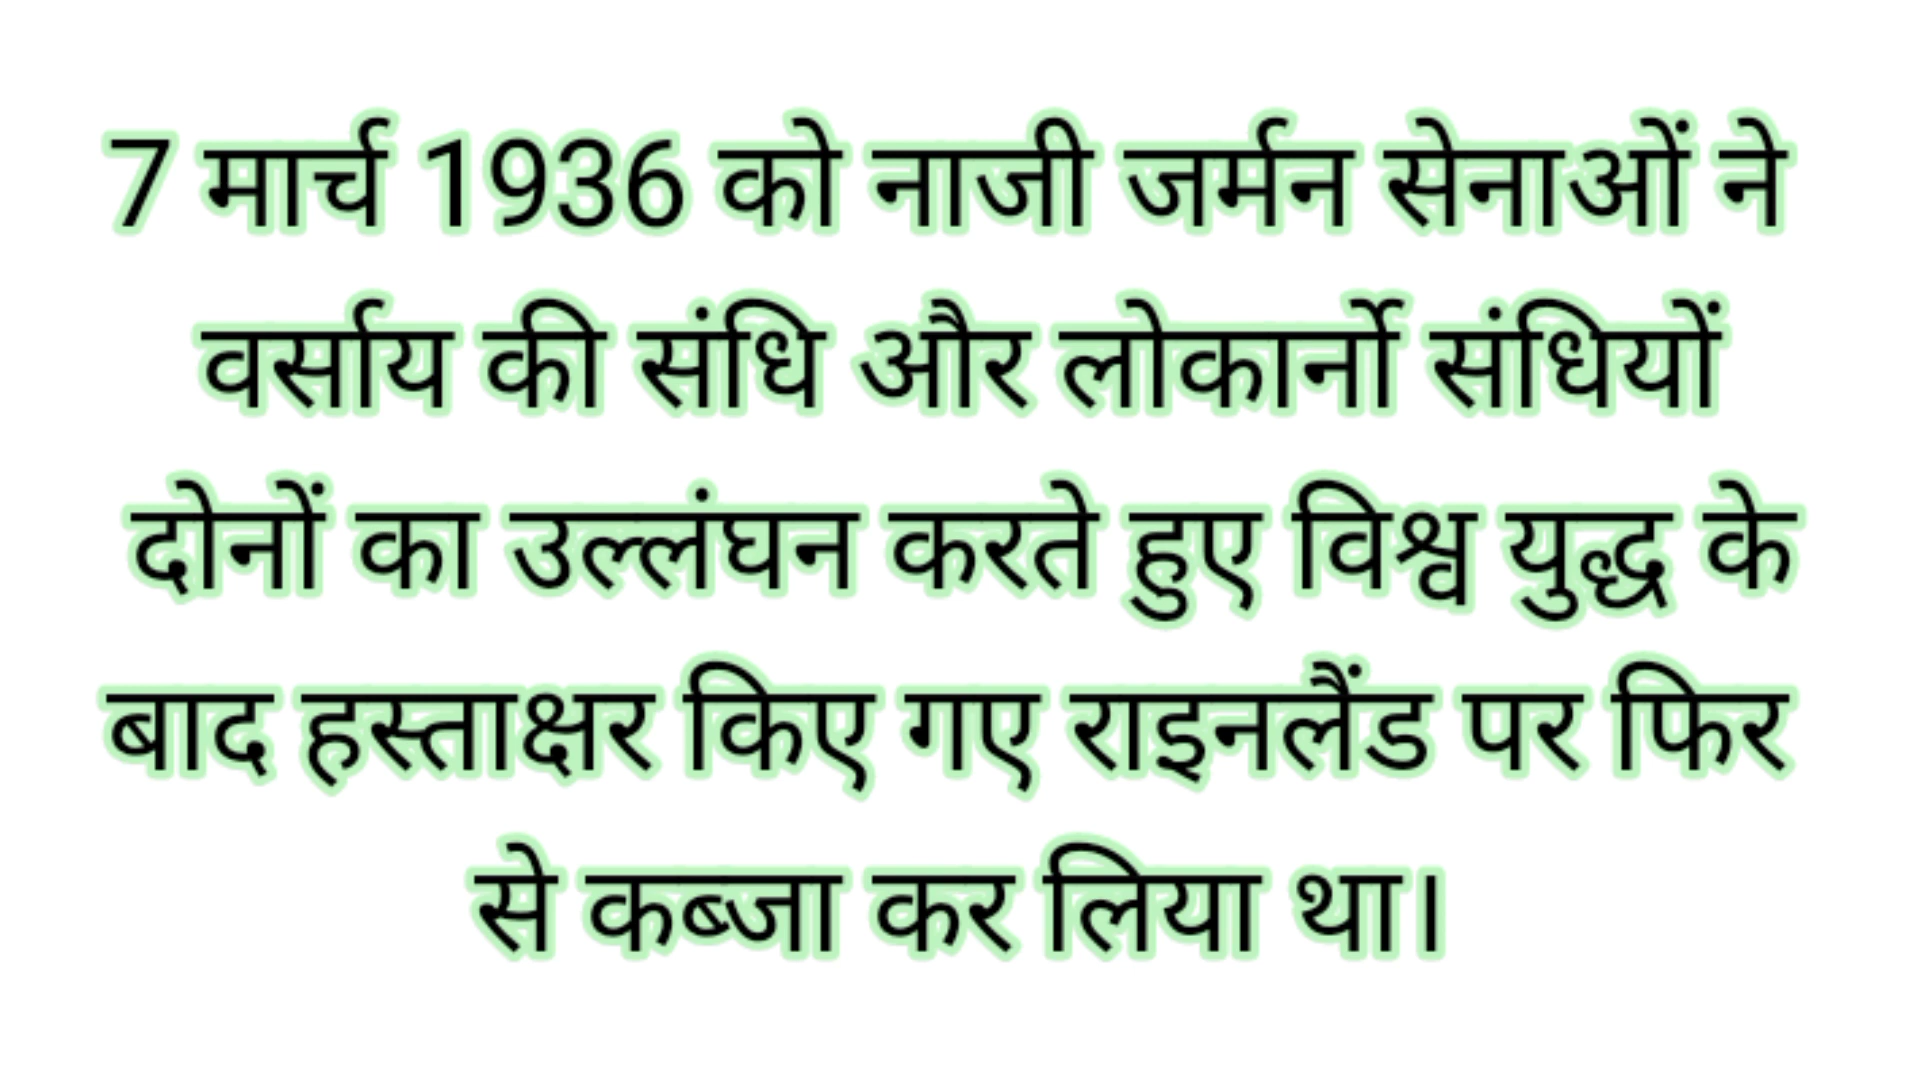 7 मार्च 1936 को नाजी जर्मन सेनाओं ने
वर्साय की संधि और लोकार्नो संधियों
दोनों का उल्लंघन करते हुए विश्व युद्ध के
बाद हस्ताक्षर किए गए राइनलैंड पर फिर
से कब्जा कर लिया था।